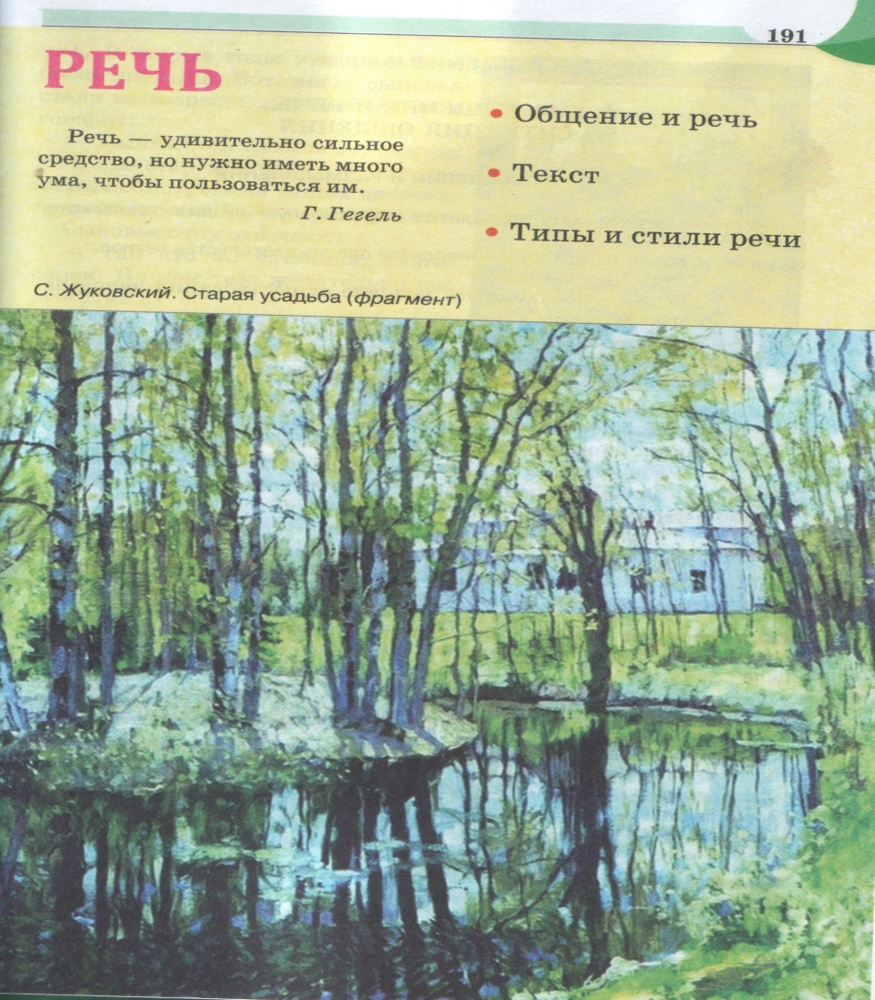 191
РЕЧЬ
Речь — удивительно сильное
средство, но нужно иметь много
ума, чтобы пользоваться им.
Г. Гегель
• Общение и речь
• Текст
• Типы и стили речи
С. Жуковский. Старая усадьба (фрагмент)